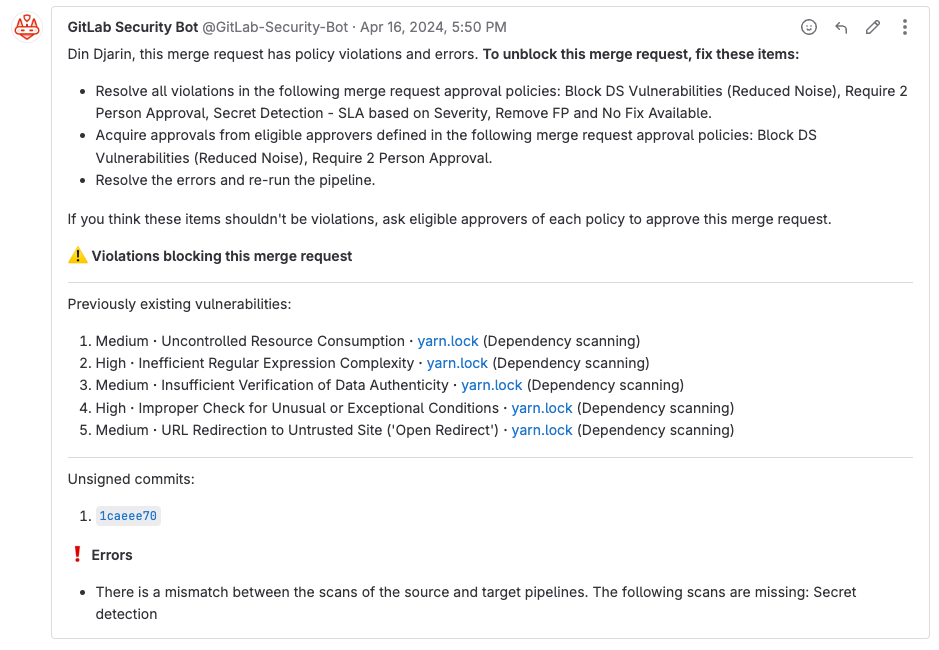 GitLab Security Bot @GitLab-Security-Bot · Apr 16, 2024, 5:50 PM
Din Djarin, this merge request has policy violations and errors. To unblock this merge request, fix these items:
• Resolve all violations in the following merge request approval policies: Block DS Vulnerabilities (Reduced Noise), Require 2
Person Approval, Secret Detection - SLA based on Severity, Remove FP and No Fix Available.
• Acquire approvals from eligible approvers defined in the following merge request approval policies: Block DS
Vulnerabilities (Reduced Noise), Require 2 Person Approval.
• Resolve the errors and re-run the pipeline.
If you think these items shouldn't be violations, ask eligible approvers of each policy to approve this merge request.
Violations blocking this merge request
Previously existing vulnerabilities:
1. Medium · Uncontrolled Resource Consumption · yarn.lock (Dependency scanning)
2. High · Inefficient Regular Expression Complexity · yarn.lock (Dependency scanning)
3. Medium · Insufficient Verification of Data Authenticity · yarn.lock (Dependency scanning)
4. High · Improper Check for Unusual or Exceptional Conditions · yarn.lock (Dependency scanning)
5. Medium · URL Redirection to Untrusted Site ('Open Redirect') · yarn.lock (Dependency scanning)
Unsigned commits:
1. 1caeee70
Errors
• There is a mismatch between the scans of the source and target pipelines. The following scans are missing: Secret
detection